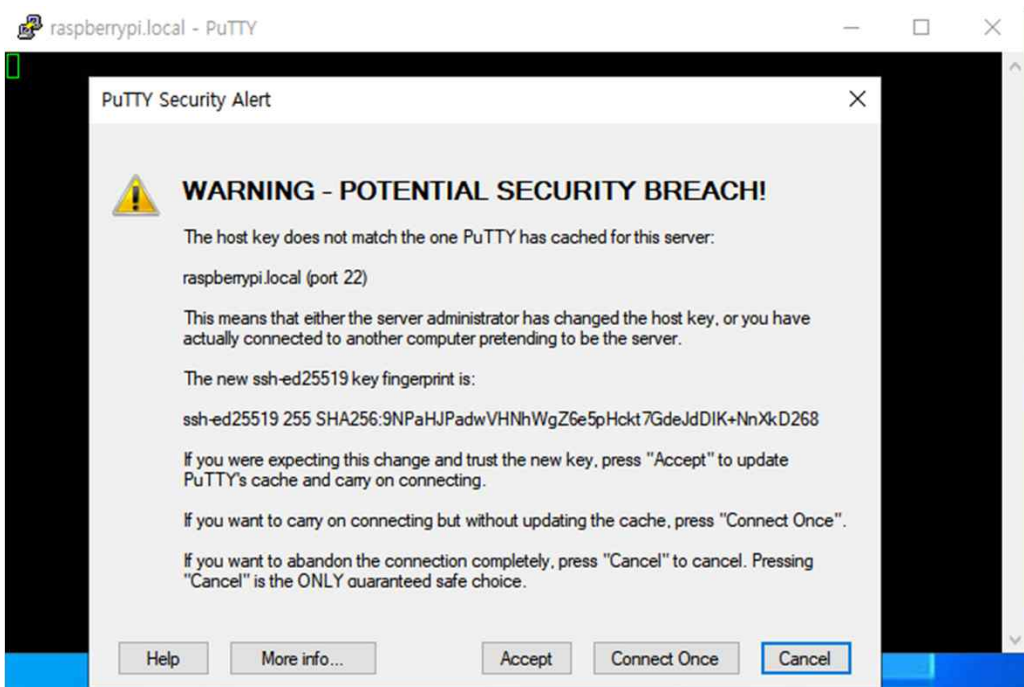 raspberrypi.local - PuTTY
PuTTY Security Alert
WARNING - POTENTIAL SECURITY BREACH!
The host key does not match the one PuTTY has cached for this server:
raspberrypi.local (port 22)
This means that either the server administrator has changed the host key, or you have
actually connected to another computer pretending to be the server.
The new ssh-ed25519 key fingerprint is:
ssh-ed25519 255 SHA256:9NPaHJPadwVHNhWgZ6e5pHckt7GdeJdDIK+NnXkD268
If you were expecting this change and trust the new key, press "Accept" to update
PuTTY's cache and carry on connecting.
If you want to carry on connecting but without updating the cache, press "Connect Once".
If you want to abandon the connection completely, press "Cancel" to cancel. Pressing
"Cancel" is the ONLY guaranteed safe choice.
Help More info... Accept Connect Once Cancel